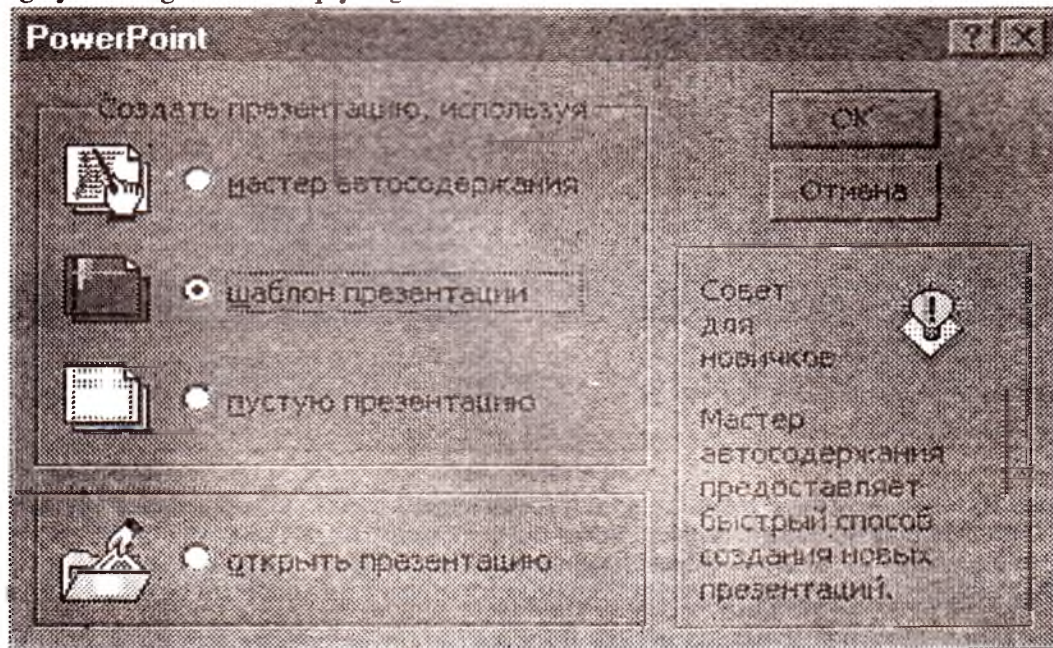 PowerPoint
Создать презентацию, используя
мастер автосодержания
шаблон презентации
пустую презентацию
открыть презентацию
OK
Отмена
Совет
для
новичков
Мастер
автосодержания
предоставляет
быстрый способ
создания новых
презентаций.